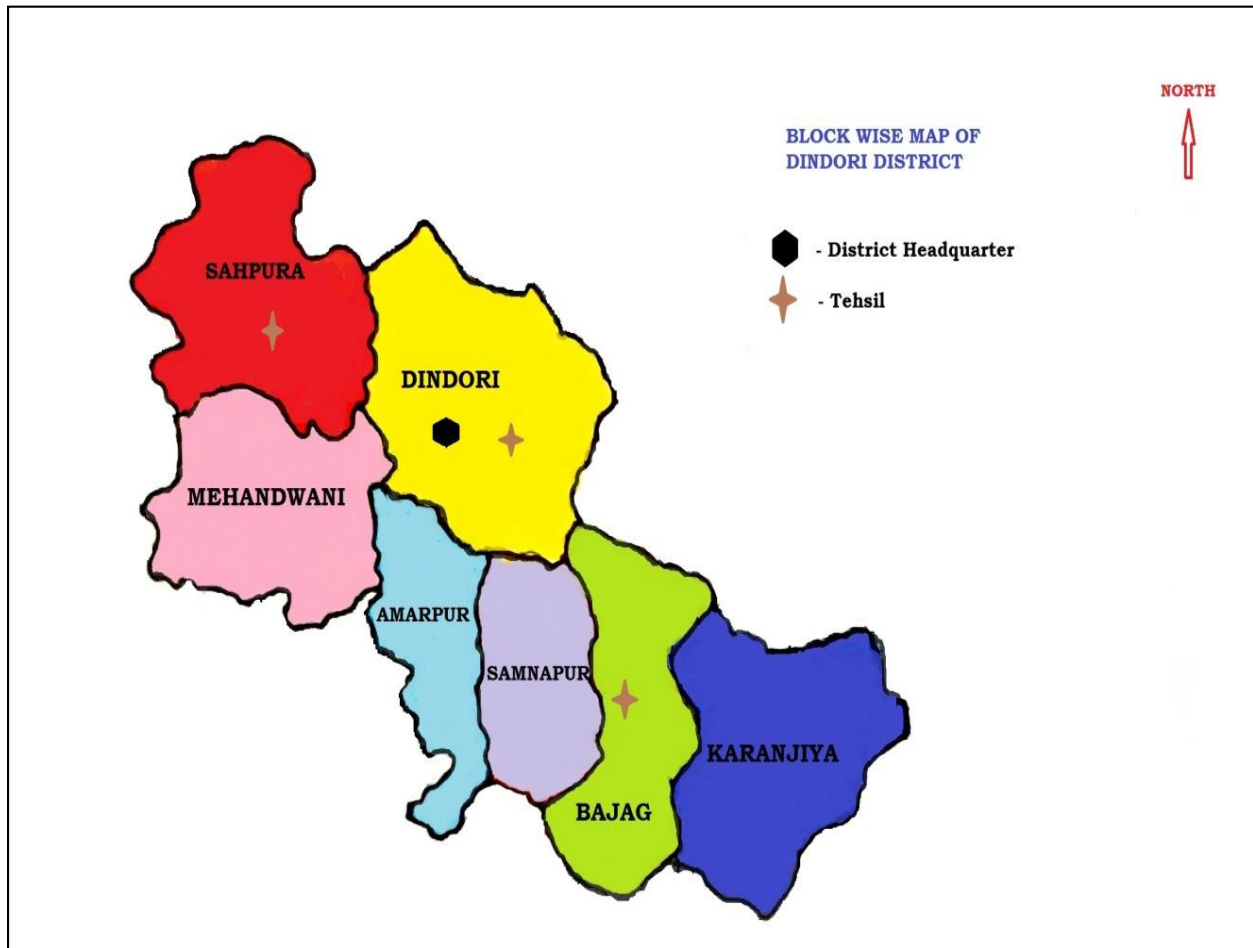 NORTH
BLOCK WISE MAP OF
DINDORI DISTRICT
- District Headquarter
- Tehsil
SAHPURA
DINDORI
MEHANDWANI
AMARPUR
SAMNAPUR
KARANJIYA
BAJAG